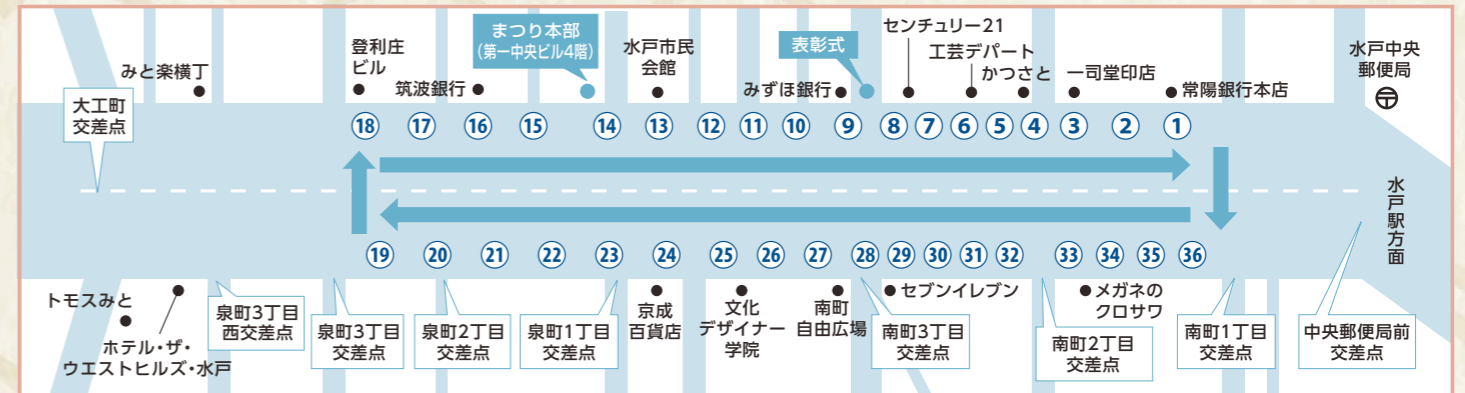 みと楽横丁
登利庄
ビル
筑波銀行
まつり本部
(第一中央ビル4階)
水戸市民
会館
みずほ銀行
表彰式
センチュリー21
工芸デパート
かつさと
一司堂印店
常陽銀行本店
水戸中央
郵便局
〒
大工町
交差点
⑱ ⑰ ⑯ ⑮ ⑭ ⑬ ⑫ ⑪ ⑩ ⑨ ⑧ ⑦ ⑥ ⑤ ④ ③ ② ①
水戸駅方面
⑲ ⑳ ㉑ ㉒ ㉓ ㉔ ㉕ ㉖ ㉗ ㉘ ㉙ ㉚ ㉛ ㉜ ㉝ ㉞ ㉟ ㊱
トモスみと
ホテル・ザ・
ウエストヒルズ・水戸
泉町3丁目
西交差点
泉町3丁目
交差点
泉町2丁目
交差点
泉町1丁目
交差点
京成
百貨店
文化
デザイナー
学院
南町
自由広場
南町3丁目
交差点
セブンイレブン
南町2丁目
交差点
メガネの
クロサワ
南町1丁目
交差点
中央郵便局前
交差点